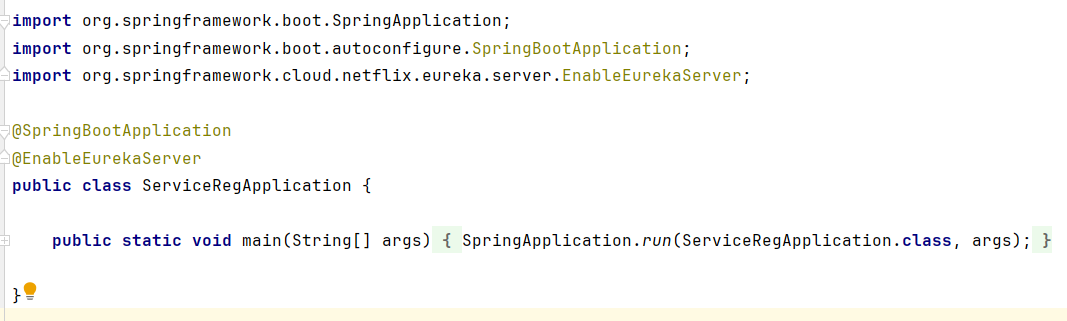 import org.springframework.boot.SpringApplication;
import org.springframework.boot.autoconfigure.SpringBootApplication;
import org.springframework.cloud.netflix.eureka.server.EnableEurekaServer;
@SpringBootApplication
@EnableEurekaServer
public class ServiceRegApplication {
public static void main(String[] args) { SpringApplication.run(ServiceRegApplication.class, args); }
}